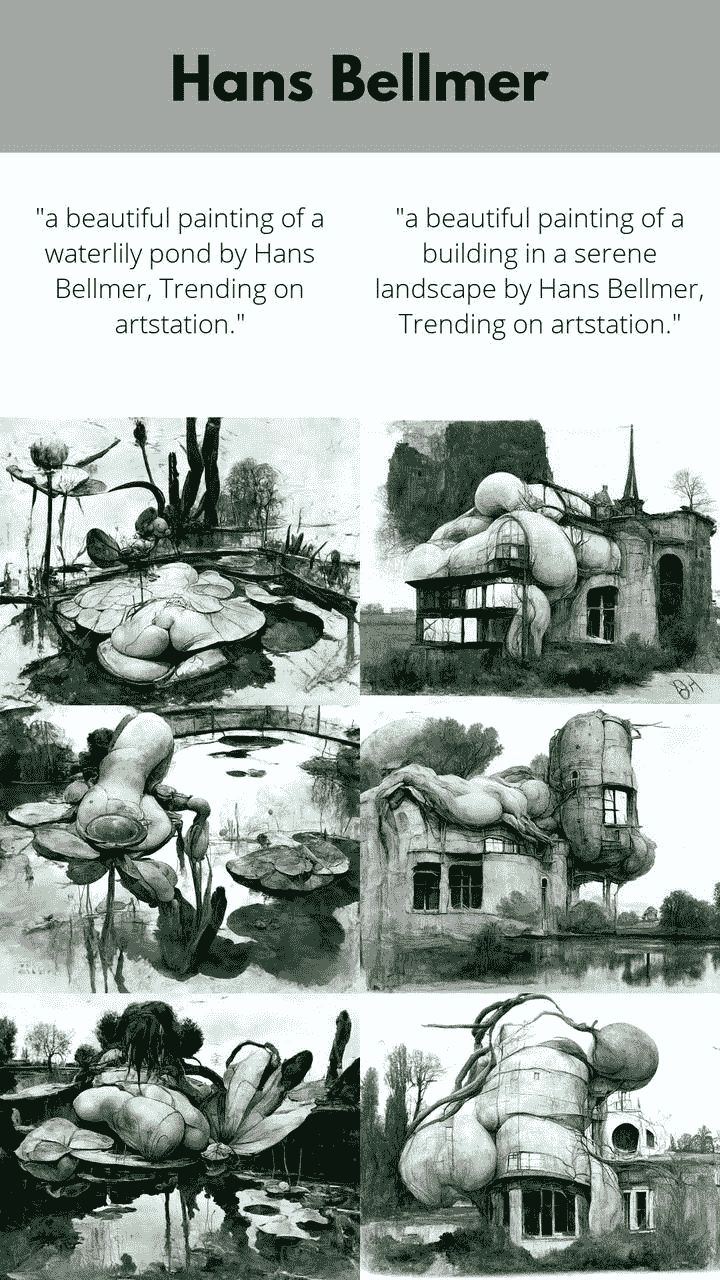 Hans Bellmer
"a beautiful painting of a
waterlily pond by Hans
Bellmer, Trending on
artstation."
"a beautiful painting of a
building in a serene
landscape by Hans Bellmer,
Trending on artstation."